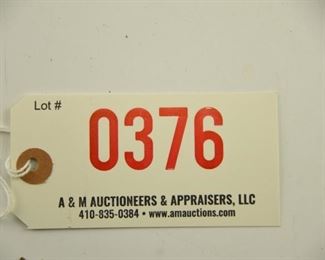 Lot #
0376
A & M AUCTIONEERS & APPRAISERS, LLC
410-835-0384 • www.amauctions.com